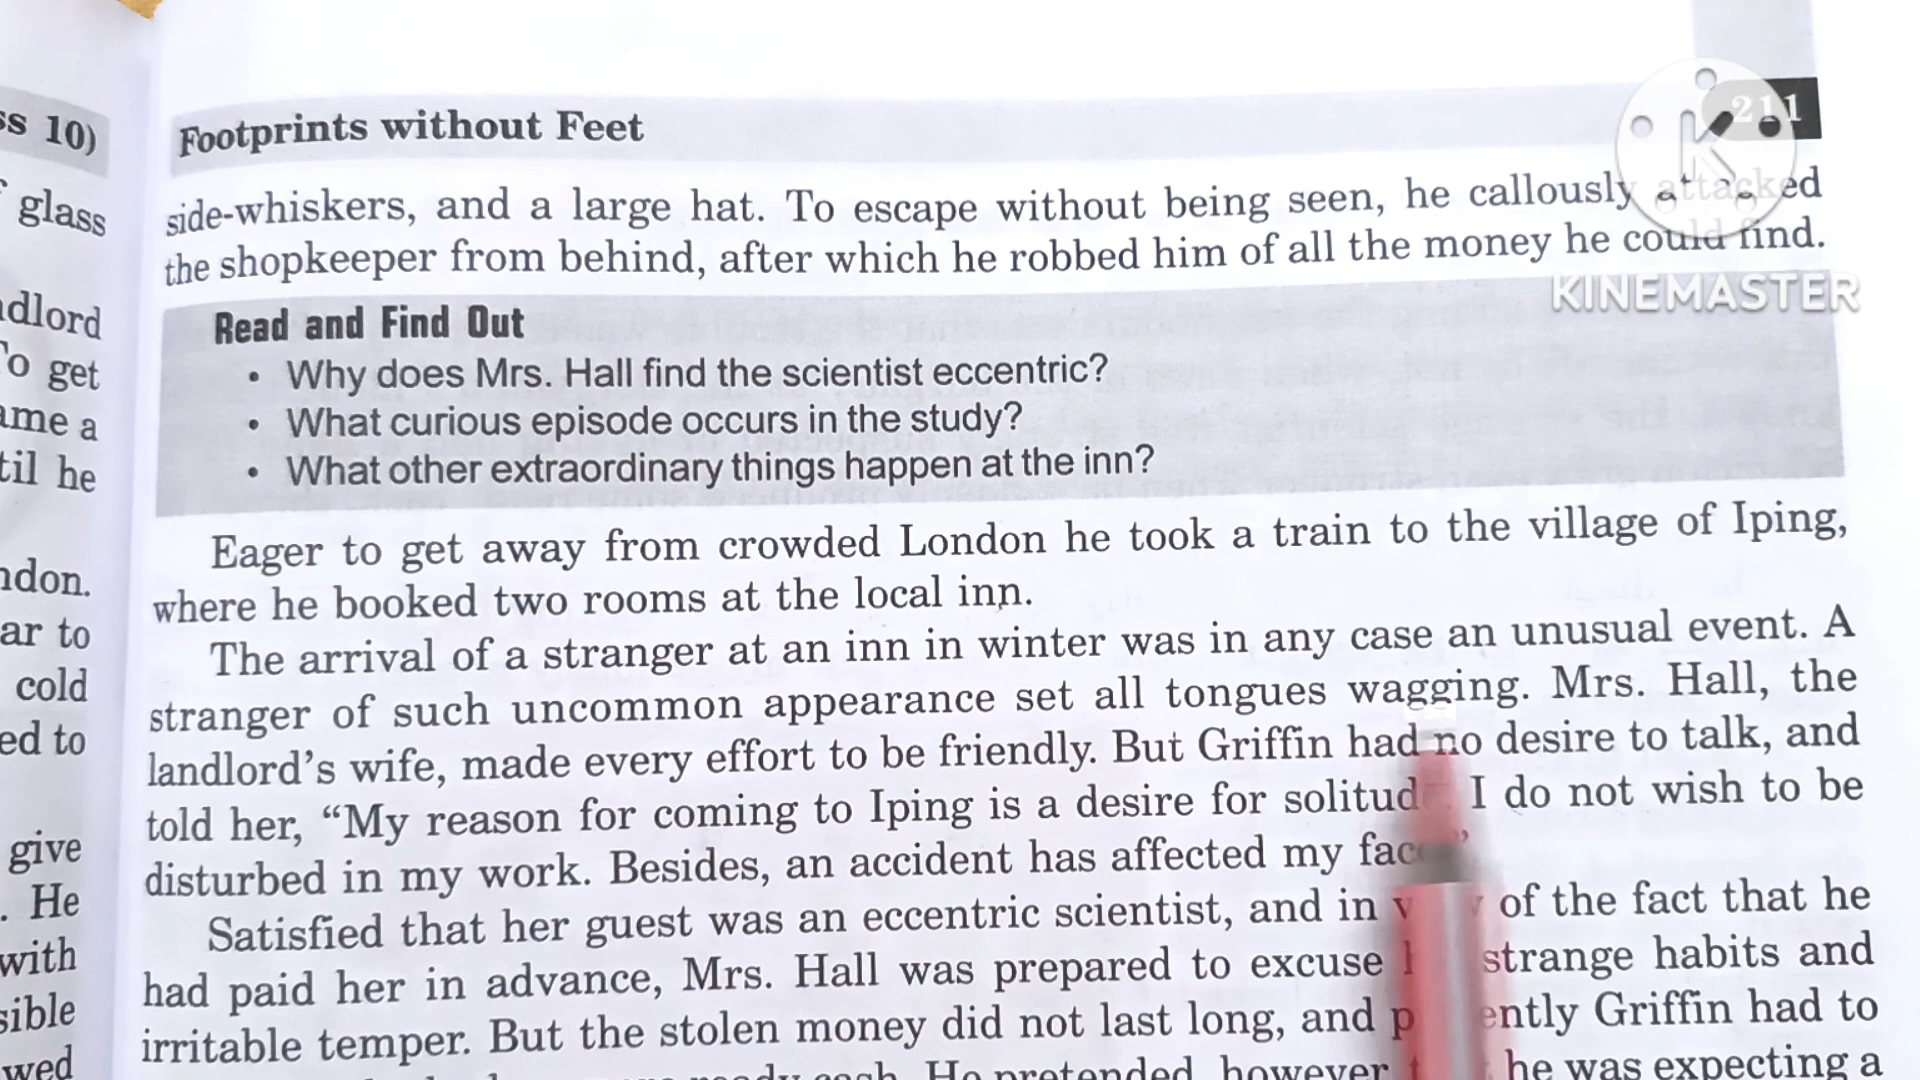 ss 10)
glass
dlord
To get
ame a
til he
ndon.
ar to
cold
ed to
give
. He
with
sible
wed
Footprints without Feet
211
side-whiskers, and a large hat. To escape without being seen, he callously attacked
the shopkeeper from behind, after which he robbed him of all the money he could find.
KINEMASTER
Read and Find Out
• Why does Mrs. Hall find the scientist eccentric?
• What curious episode occurs in the study?
• What other extraordinary things happen at the inn?
Eager to get away from crowded London he took a train to the village of Iping,
where he booked two rooms at the local inn.
The arrival of a stranger at an inn in winter was in any case an unusual event. A
stranger of such uncommon appearance set all tongues wagging. Mrs. Hall, the
landlord's wife, made every effort to be friendly. But Griffin had no desire to talk, and
told her, “My reason for coming to Iping is a desire for solitud I do not wish to be
disturbed in my work. Besides, an accident has affected my fac ”
Satisfied that her guest was an eccentric scientist, and in of the fact that he
had paid her in advance, Mrs. Hall was prepared to excuse strange habits and
irritable temper. But the stolen money did not last long, and p ently Griffin had to
ready cash. He pretended, however he was expecting a